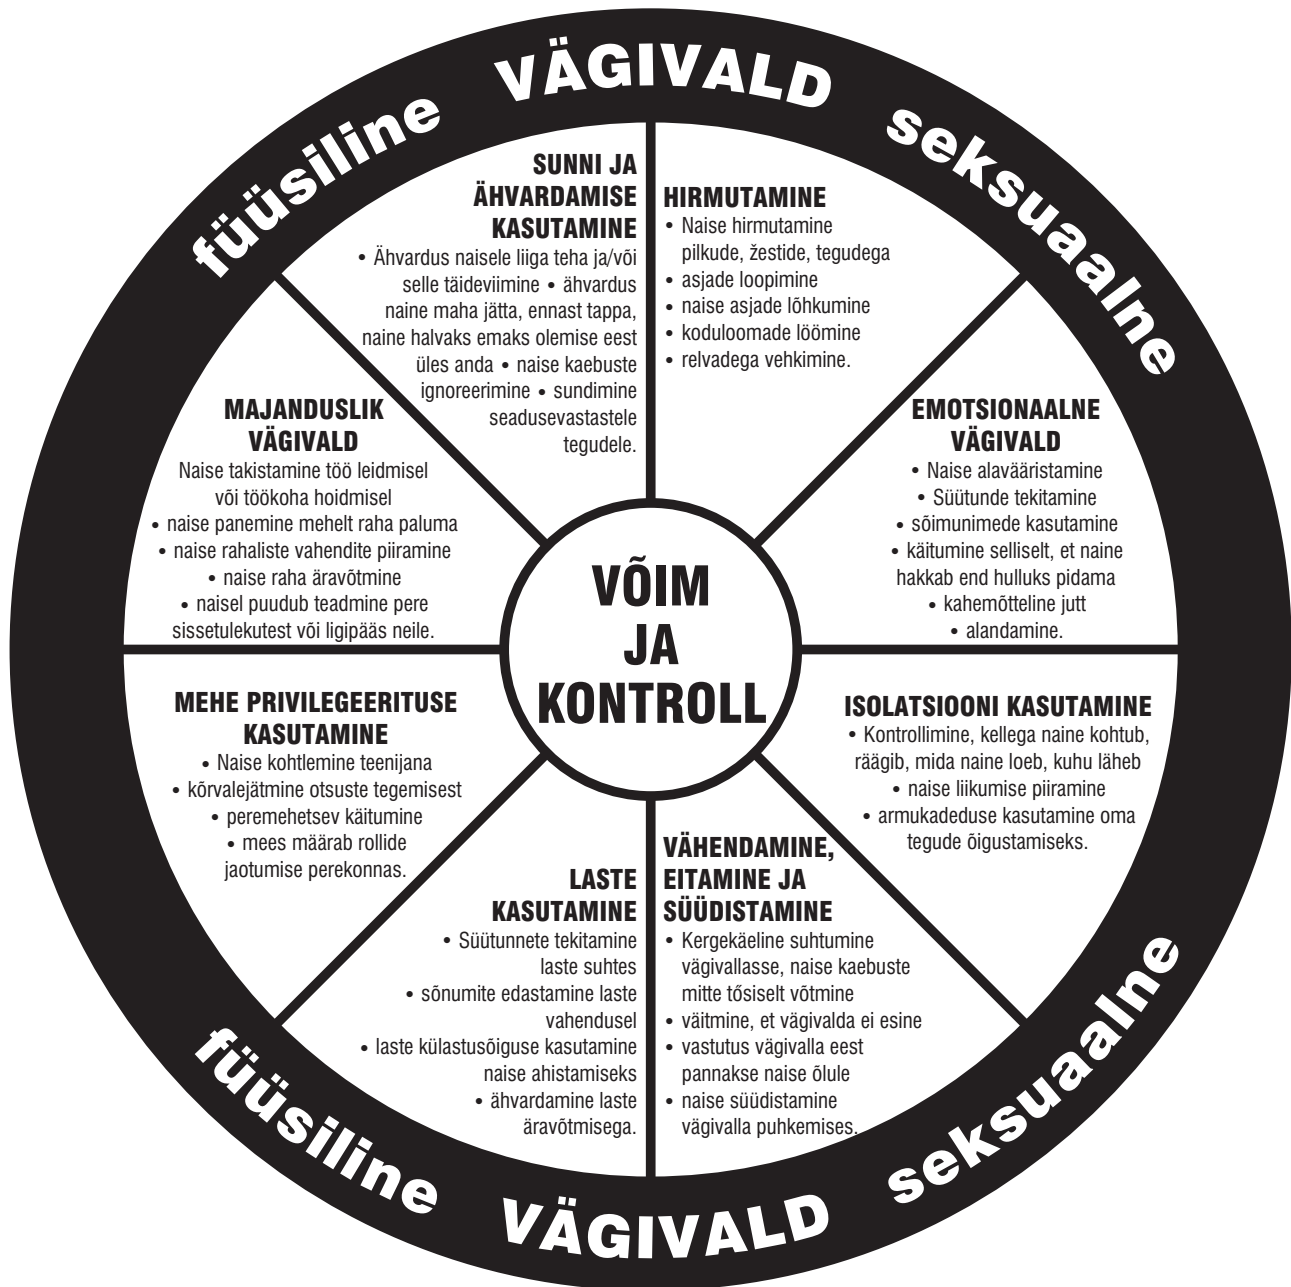 füüsiline VÄGIVALD seksuaalne
SUNNI JA
ÄHVARDAMISE
KASUTAMINE
• Ähvardus naisele liiga teha ja/või
selle täideviimine • ähvardus
naine maha jätta, ennast tappa,
naine halvaks emaks olemise eest
üles anda • naise kaebuste
ignoreerimine • sundimine
seadusevastastele
tegudele.
HIRMUTAMINE
• Naise hirmutamine
pilkude, žestide, tegudega
• asjade loopimine
• naise asjade lõhkumine
• koduloomade löömine
• relvadega vehkimine.
MAJANDUSLIK
VÄGIVALD
Naise takistamine töö leidmisel
või töökoha hoidmisel
• naise panemine mehelt raha paluma
• naise rahaliste vahendite piiramine
• naise raha äravõtmine
• naisel puudub teadmine pere
sissetulekutest või ligipääs neile.
EMOTSIONAALNE
VÄGIVALD
• Naise alavääristamine
• Süütunde tekitamine
• sõimunimede kasutamine
• käitumine selliselt, et naine
hakkab end hulluks pidama
• kahemõtteline jutt
• alandamine.
VÕIM
JA
KONTROLL
MEHE PRIVILEGEERITUSE
KASUTAMINE
• Naise kohtlemine teenijana
• kõrvalejätmine otsuste tegemisest
• peremehetsev käitumine
• mees määrab rollide
jaotumise perekonnas.
ISOLATSIOONI KASUTAMINE
• Kontrollimine, kellega naine kohtub,
räägib, mida naine loeb, kuhu läheb
• naise liikumise piiramine
• armukadeduse kasutamine oma
tegude õigustamiseks.
LASTE
KASUTAMINE
• Süütunnete tekitamine
laste suhtes
• sõnumite edastamine laste
vahendusel
• laste külastusõiguse kasutamine
naise ahistamiseks
• ähvardamine laste
äravõtmisega.
VÄHENDAMINE,
EITAMINE JA
SÜÜDISTAMINE
• Kergekäeline suhtumine
vägivallasse, naise kaebuste
mitte tõsiselt võtmine
• väitmine, et vägivalda ei esine
• vastutus vägivalla eest
pannakse naise õlule
• naise süüdistamine
vägivalla puhkemises.
füüsiline VÄGIVALD seksuaalne